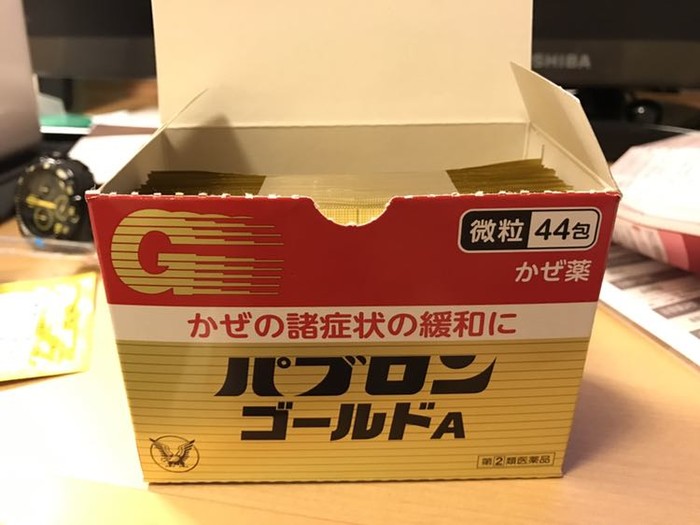 SHIBA
G
微粒 44包
かぜ薬
かぜの諸症状の緩和に
パブロン
ゴールドA
第②類医薬品